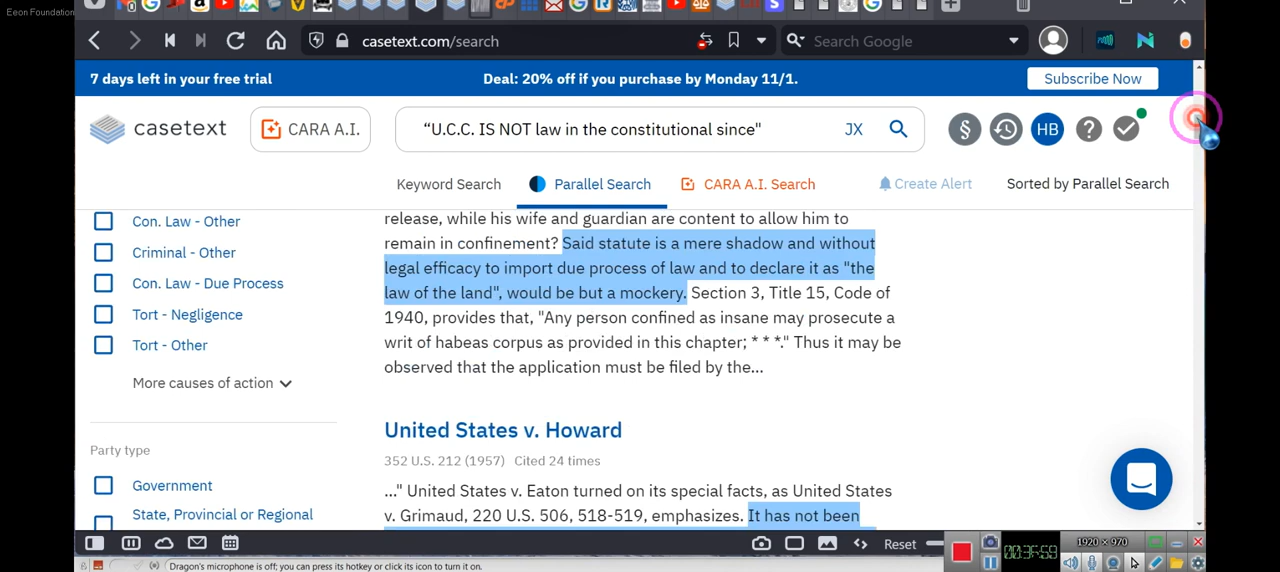 Eeon Foundation
casetext.com/search
Search Google
7 days left in your free trial
Deal: 20% off if you purchase by Monday 11/1.
Subscribe Now
casetext
CARA A.I.
“U.C.C. IS NOT law in the constitutional since"
JX
§
HB
?
Keyword Search
Parallel Search
CARA A.I. Search
Create Alert
Sorted by Parallel Search
Con. Law - Other
Criminal - Other
Con. Law - Due Process
Tort - Negligence
Tort - Other
More causes of action
Party type
Government
State, Provincial or Regional
release, while his wife and guardian are content to allow him to
remain in confinement? Said statute is a mere shadow and without
legal efficacy to import due process of law and to declare it as "the
law of the land", would be but a mockery. Section 3, Title 15, Code of
1940, provides that, "Any person confined as insane may prosecute a
writ of habeas corpus as provided in this chapter; * * *." Thus it may be
observed that the application must be filed by the...
United States v. Howard
352 U.S. 212 (1957) Cited 24 times
..." United States v. Eaton turned on its special facts, as United States
v. Grimaud, 220 U.S. 506, 518-519, emphasizes. It has not been
Reset
00:35:59
1920 × 970
Dragon's microphone is off; you can press its hotkey or click its icon to turn it on.